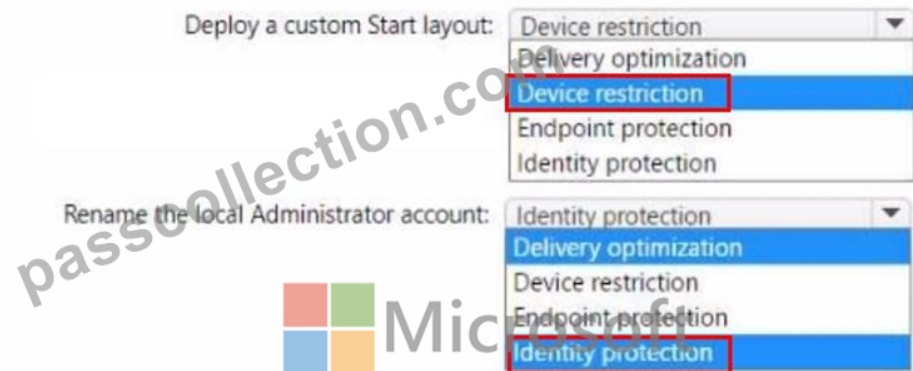 Deploy a custom Start layout: Device restriction
Delivery optimization
Device restriction
Endpoint protection
Identity protection
Rename the local Administrator account: Identity protection
Delivery optimization
Device restriction
Endpoint protection
Identity protection
passcollection.com
Microsoft